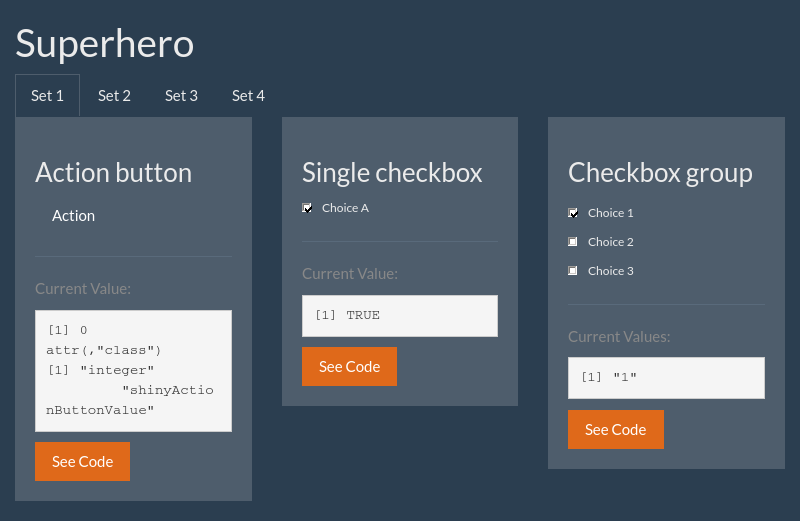 Superhero
Set 1
Set 2
Set 3
Set 4
Action button
Action
Current Value:
[1] 0
attr(,"class")
[1] "integer"
"shinyActio
nButtonValue"
See Code
Single checkbox
Choice A
Current Value:
[1] TRUE
See Code
Checkbox group
Choice 1
Choice 2
Choice 3
Current Values:
[1] "1"
See Code